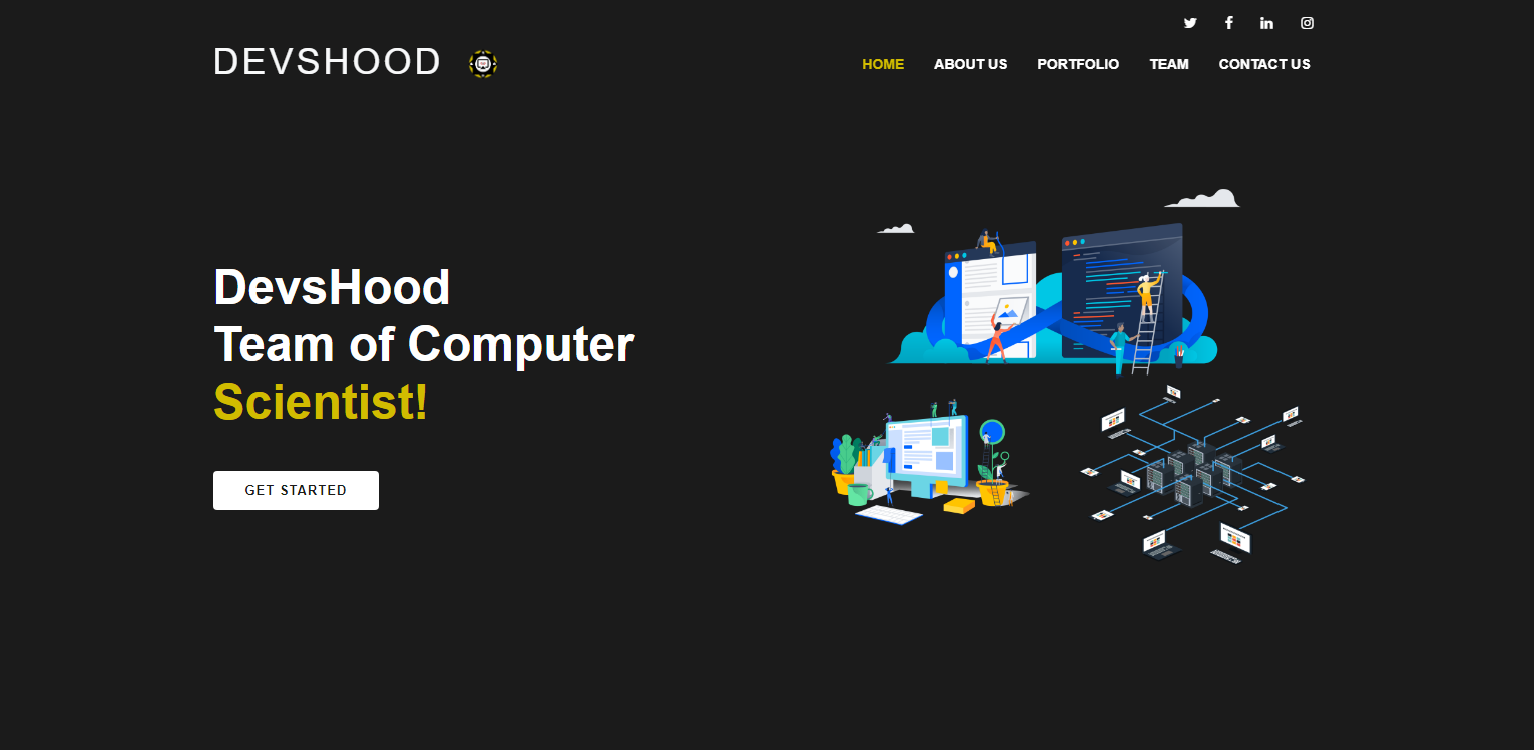 DEVSHOOD
HOME ABOUT US PORTFOLIO TEAM CONTACT US
DevsHood
Team of Computer
Scientist!
GET STARTED